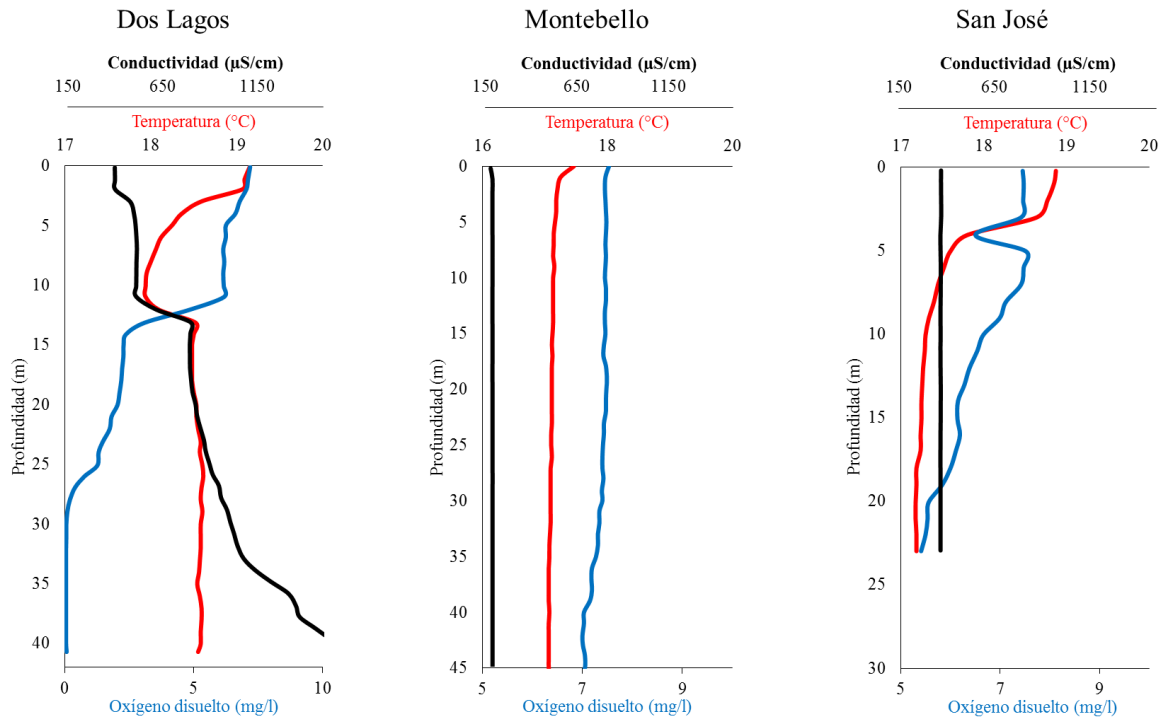 Dos Lagos
Conductividad (µS/cm)
150 650 1150
Temperatura (°C)
17 18 19 20
0
5
10
15
20
25
30
35
40
Profundidad (m)
0 5 10
Oxígeno disuelto (mg/l)
Montebello
Conductividad (µS/cm)
150 650 1150
Temperatura (°C)
16 18 20
0
5
10
15
20
25
30
35
40
45
Profundidad (m)
5 7 9
Oxígeno disuelto (mg/l)
San José
Conductividad (µS/cm)
150 650 1150
Temperatura (°C)
17 18 19 20
0
5
10
15
20
25
30
Profundidad (m)
5 7 9
Oxígeno disuelto (mg/l)